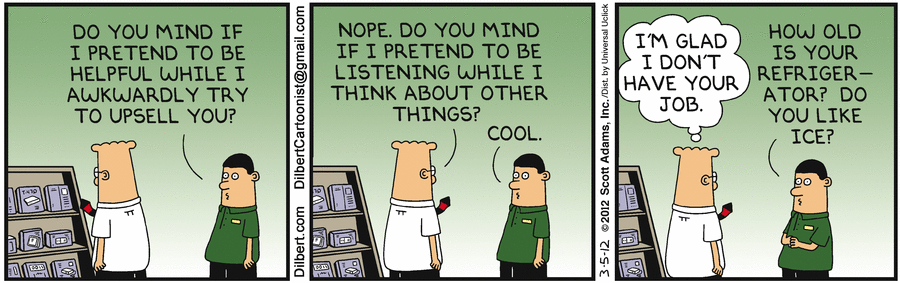 DO YOU MIND IF
I PRETEND TO BE
HELPFUL WHILE I
AWKWARDLY TRY
TO UPSELL YOU?
Dilbert.com DilbertCartoonist@gmail.com
NOPE. DO YOU MIND
IF I PRETEND TO BE
LISTENING WHILE I
THINK ABOUT OTHER
THINGS?
COOL.
3-5-12 © 2012 Scott Adams, Inc. /Dist. by Universal Uclick
I'M GLAD
I DON'T
HAVE YOUR
JOB.
HOW OLD
IS YOUR
REFRIGER-
ATOR? DO
YOU LIKE
ICE?